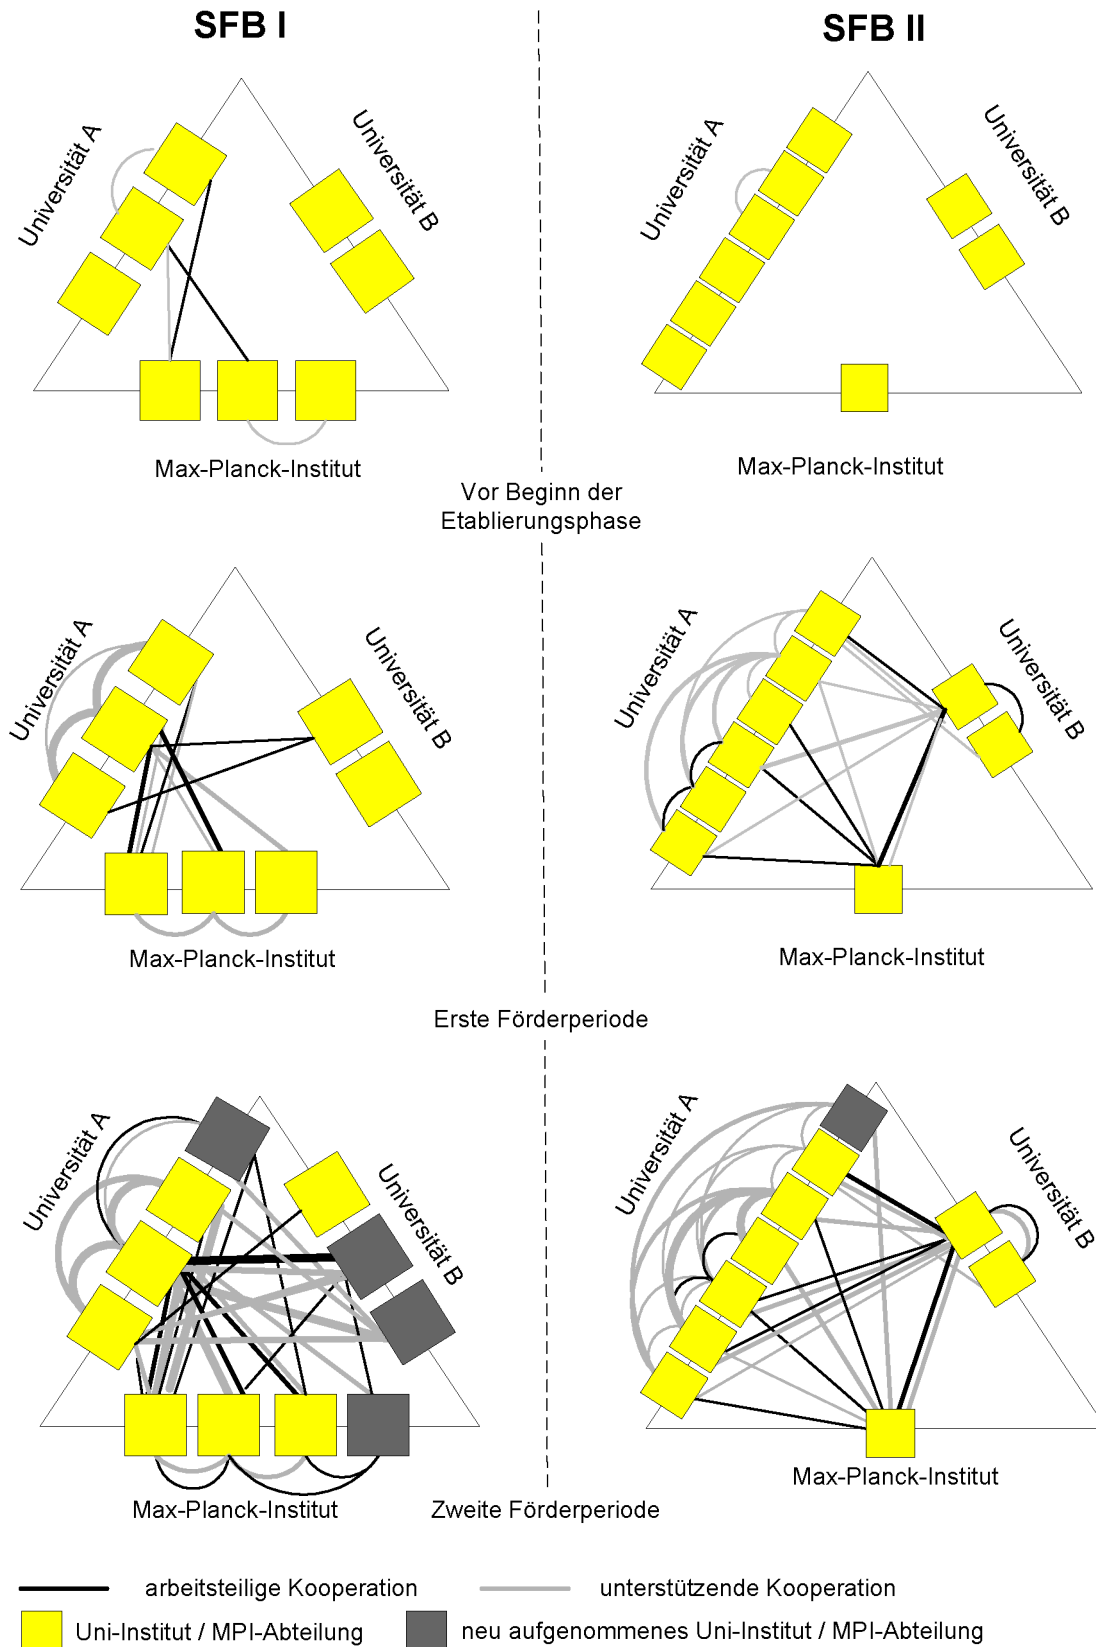 SFB I
SFB II
Universität A
Universität B
Universität A
Universität B
Max-Planck-Institut
Max-Planck-Institut
Vor Beginn der
Etablierungsphase
Universität A
Universität B
Universität A
Universität B
Max-Planck-Institut
Max-Planck-Institut
Erste Förderperiode
Universität A
Universität B
Universität A
Universität B
Max-Planck-Institut
Max-Planck-Institut
Zweite Förderperiode
arbeitsteilige Kooperation
unterstützende Kooperation
Uni-Institut / MPI-Abteilung
neu aufgenommenes Uni-Institut / MPI-Abteilung